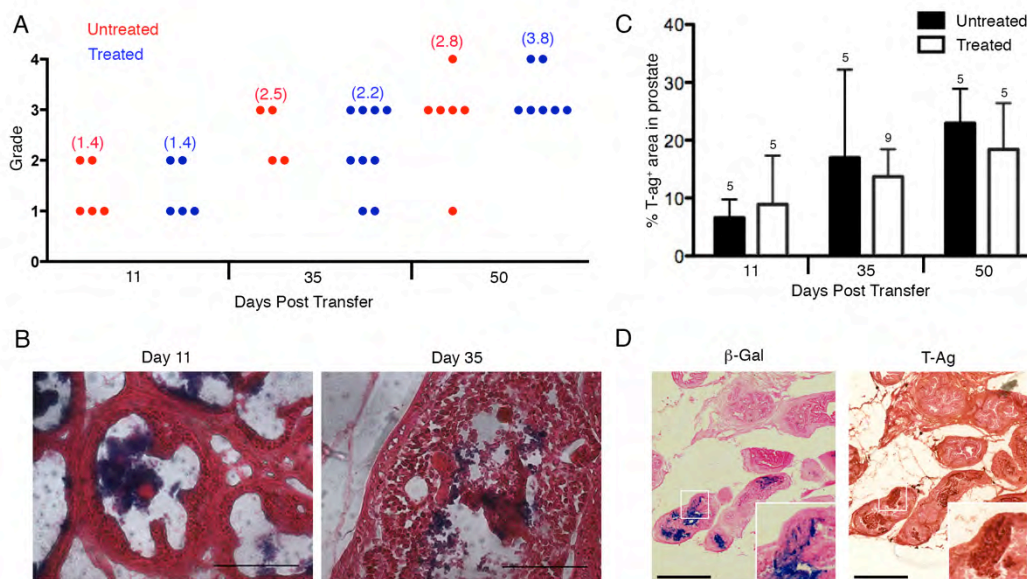 A
Untreated
Treated
Grade
4
3
2
1
0
(1.4)
(1.4)
(2.5)
(2.2)
(2.8)
(3.8)
11
35
50
Days Post Transfer
C
Untreated
Treated
% T-ag⁺ area in prostate
40
30
20
10
0
5
5
5
9
5
5
11
35
50
Days Post Transfer
B
Day 11
Day 35
D
β-Gal
T-Ag